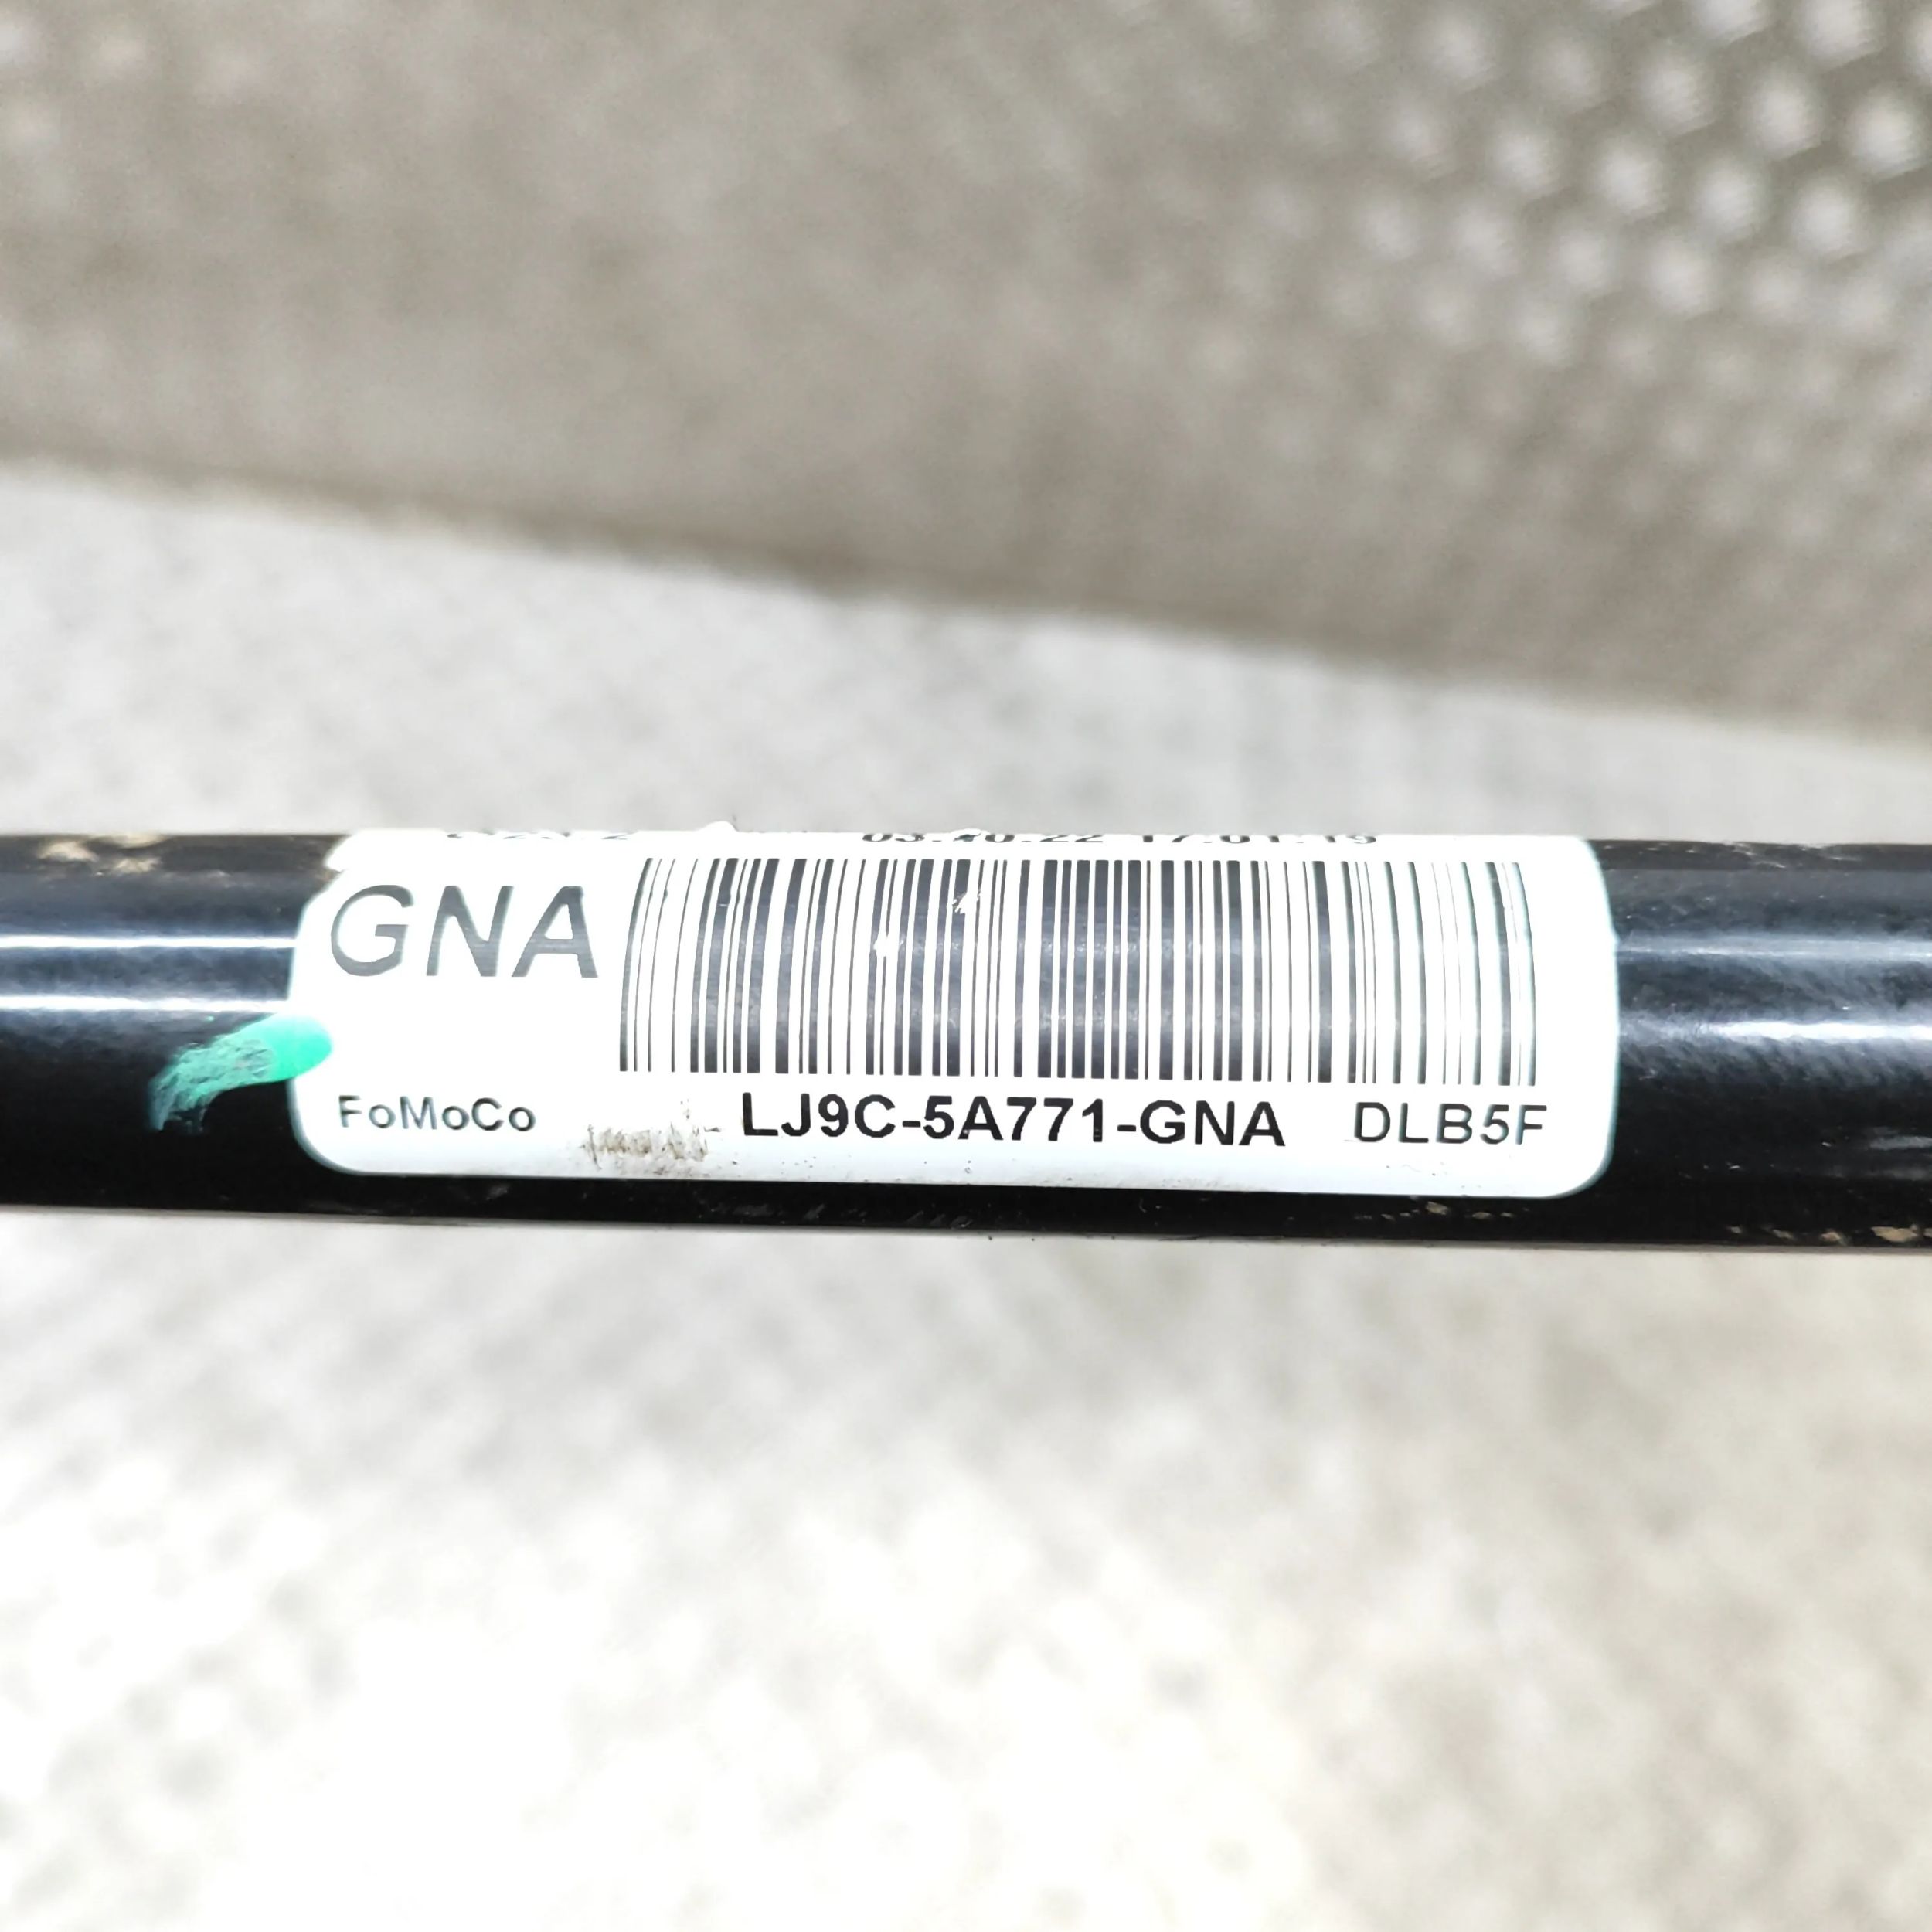 GNA
FoMoCo LJ9C-5A771-GNA DLB5F